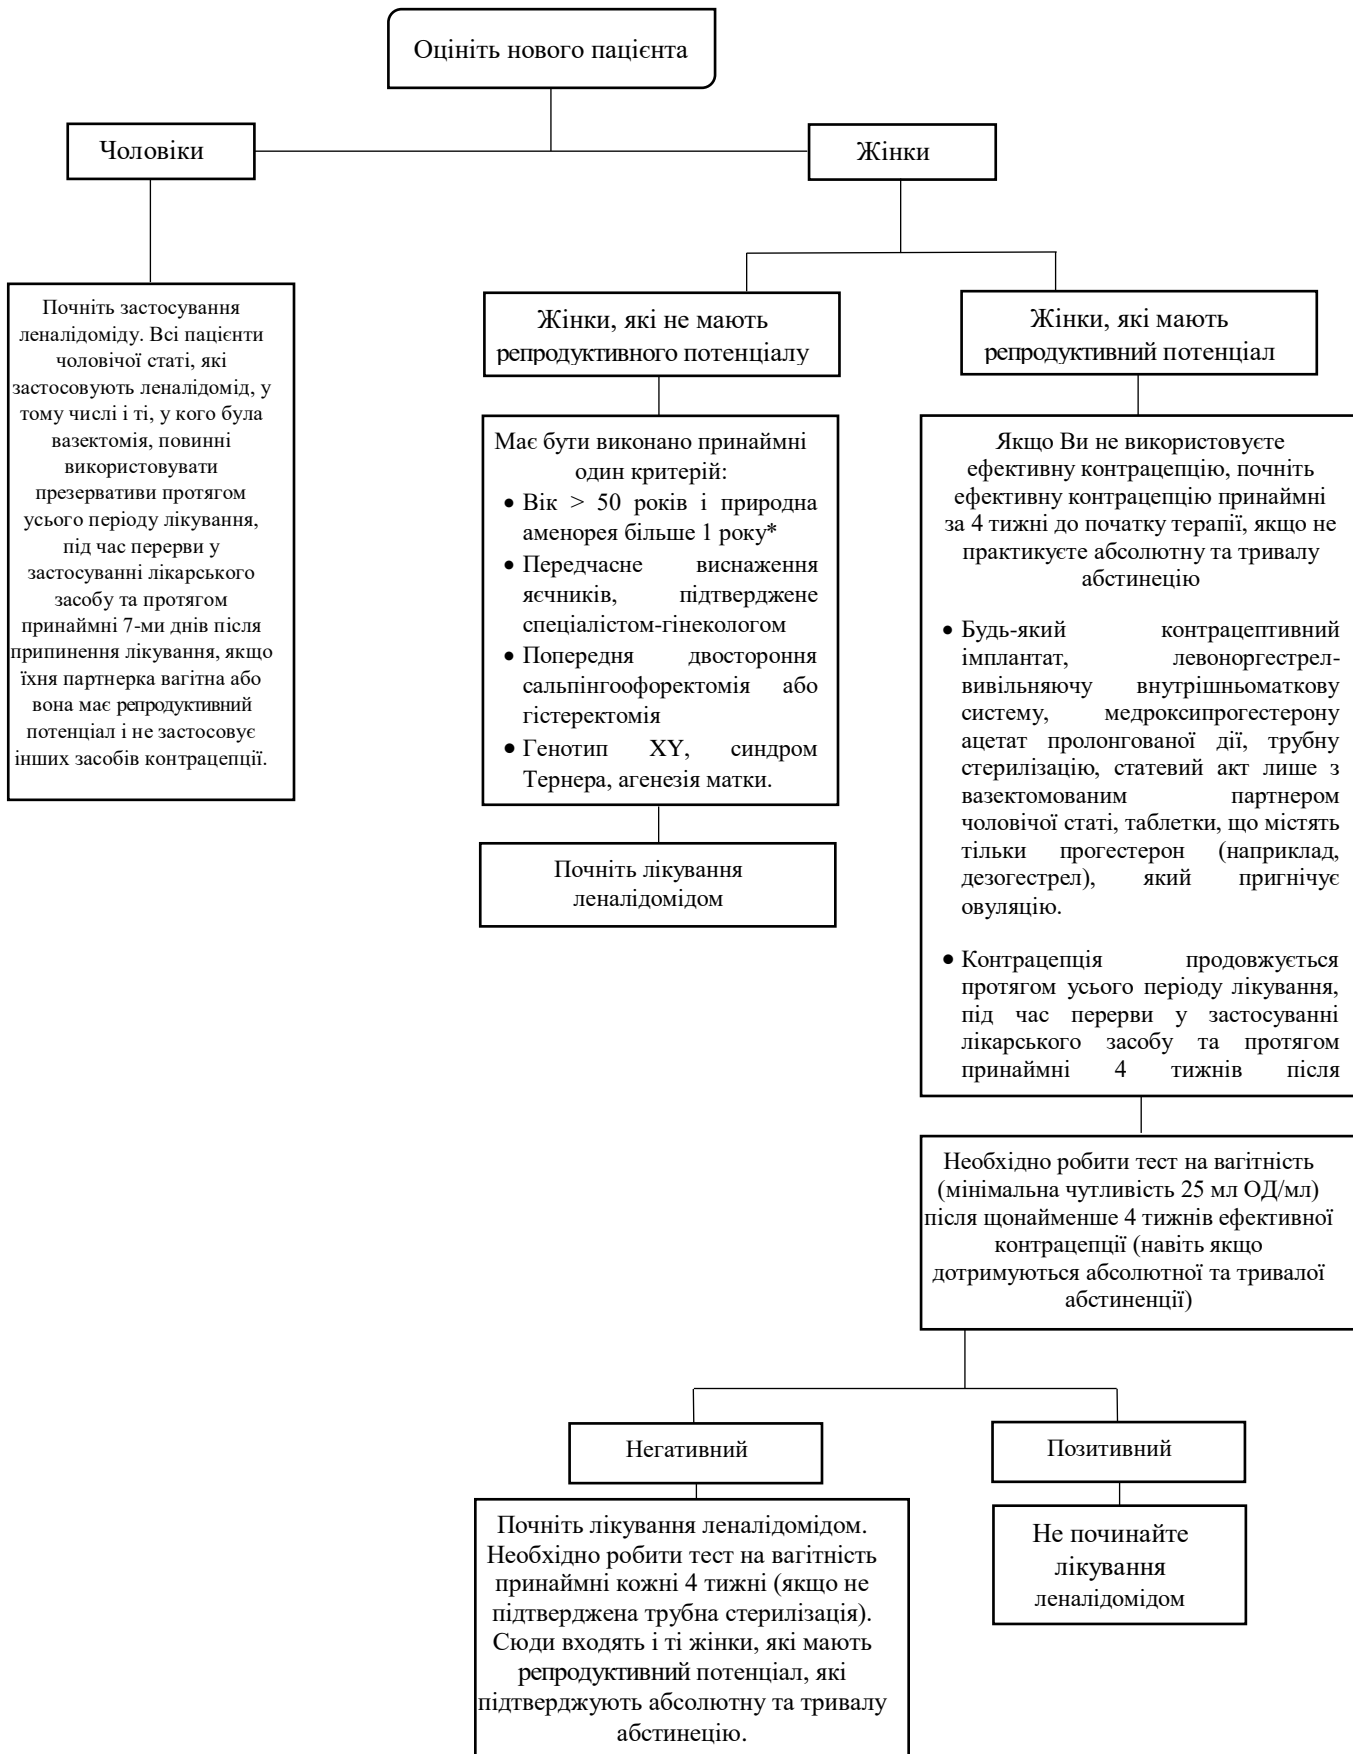 Оцініть нового пацієнта
Чоловіки
Жінки
Почніть застосування
леналідоміду. Всі пацієнти
чоловічої статі, які
застосовують леналідомід, у
тому числі і ті, у кого була
вазектомія, повинні
використовувати
презервативи протягом
усього періоду лікування,
під час перерви у
застосуванні лікарського
засобу та протягом
принаймні 7-ми днів після
припинення лікування, якщо
їхня партнерка вагітна або
вона має репродуктивний
потенціал і не застосовує
інших засобів контрацепції.
Жінки, які не мають
репродуктивного потенціалу
Має бути виконано принаймні
один критерій:
• Вік > 50 років і природна
аменорея більше 1 року*
• Передчасне виснаження
яєчників, підтверджене
спеціалістом-гінекологом
• Попередня двостороння
сальпінгоофоректомія або
гістеректомія
• Генотип XY, синдром
Тернера, агенезія матки.
Почніть лікування
леналідомідом
Жінки, які мають
репродуктивний потенціал
Якщо Ви не використовуєте
ефективну контрацепцію, почніть
ефективну контрацепцію принаймні
за 4 тижні до початку терапії, якщо не
практикуєте абсолютну та тривалу
абстинецію
• Будь-який контрацептивний
імплантат, левоноргестрел-
вивільняючу внутрішньоматкову
систему, медроксипрогестерону
ацетат пролонгованої дії, трубну
стерилізацію, статевий акт лише з
вазектомованим партнером
чоловічої статі, таблетки, що містять
тільки прогестерон (наприклад,
дезогестрел), який пригнічує
овуляцію.
• Контрацепція продовжується
протягом усього періоду лікування,
під час перерви у застосуванні
лікарського засобу та протягом
принаймні 4 тижнів після
Необхідно робити тест на вагітність
(мінімальна чутливість 25 мл ОД/мл)
після щонайменше 4 тижнів ефективної
контрацепції (навіть якщо
дотримуються абсолютної та тривалої
абстиненції)
Негативний
Позитивний
Почніть лікування леналідомідом.
Необхідно робити тест на вагітність
принаймні кожні 4 тижні (якщо не
підтверджена трубна стерилізація).
Сюди входять і ті жінки, які мають
репродуктивний потенціал, які
підтверджують абсолютну та тривалу
абстинецію.
Не починайте
лікування
леналідомідом